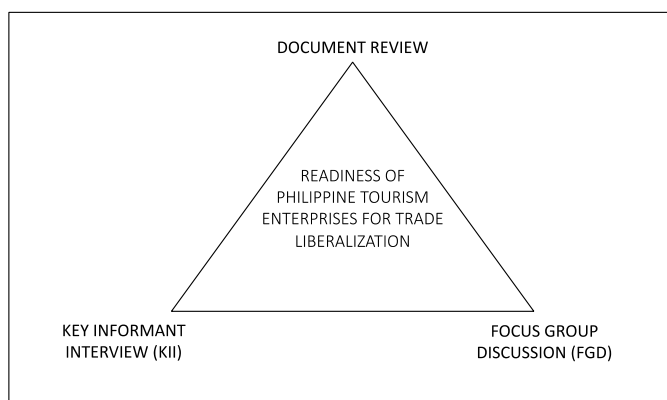 DOCUMENT REVIEW
READINESS OF
PHILIPPINE TOURISM
ENTERPRISES FOR TRADE
LIBERALIZATION
KEY INFORMANT
INTERVIEW (KII)
FOCUS GROUP
DISCUSSION (FGD)